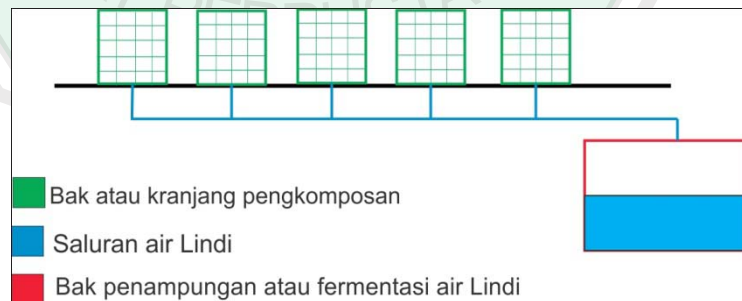 Bak atau kranjang pengkomposan
Saluran air Lindi
Bak penampungan atau fermentasi air Lindi